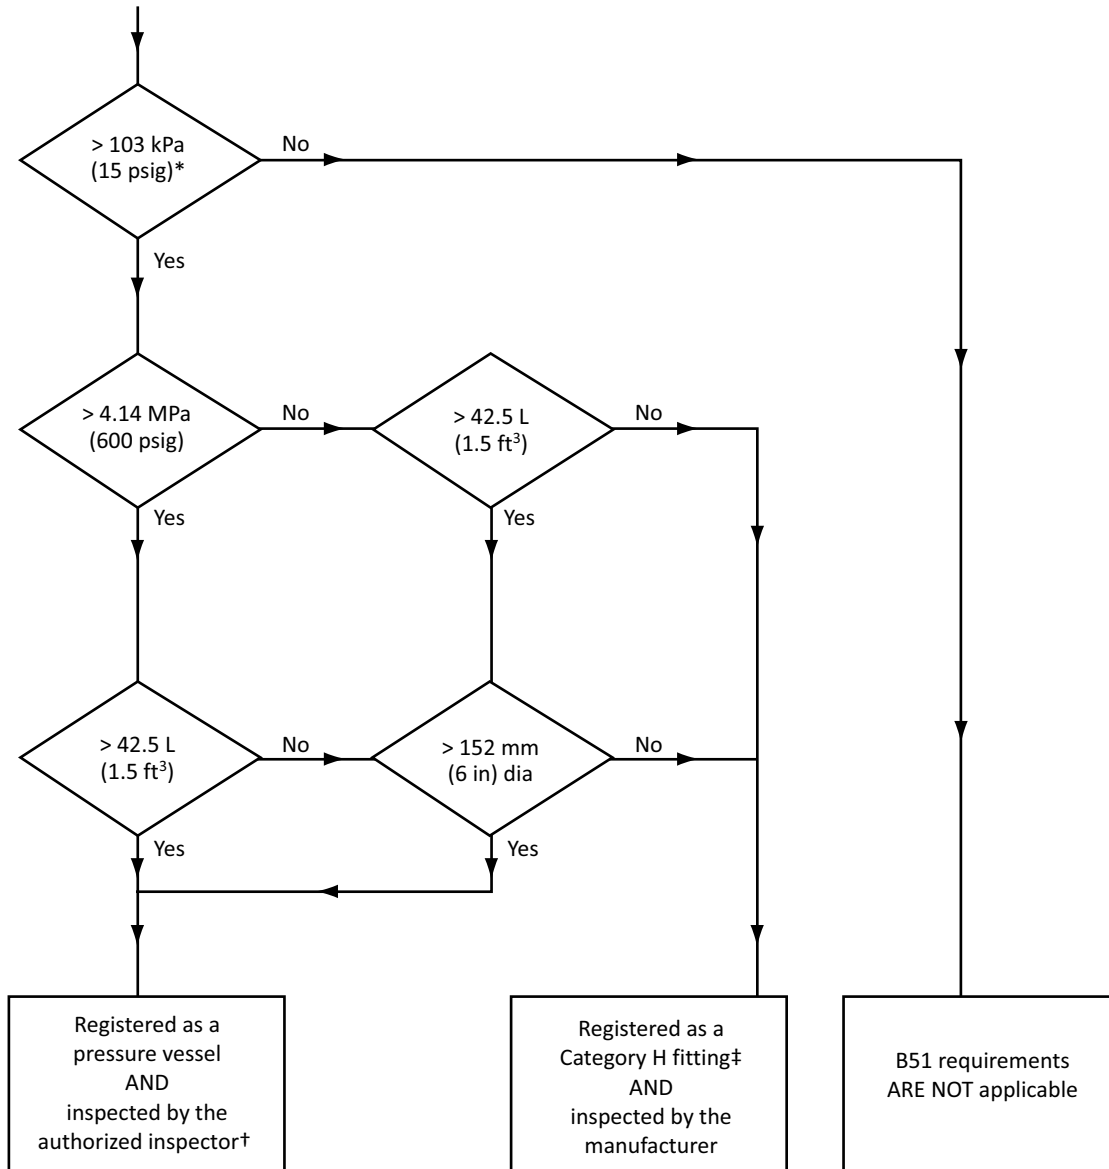 > 103 kPa
(15 psig)*
No
Yes
> 4.14 MPa
(600 psig)
No
> 42.5 L
(1.5 ft³)
No
Yes
Yes
> 42.5 L
(1.5 ft³)
No
> 152 mm
(6 in) dia
No
Yes
Yes
Registered as a
pressure vessel
AND
inspected by the
authorized inspector†
Registered as a
Category H fitting‡
AND
inspected by the
manufacturer
B51 requirements
ARE NOT applicable